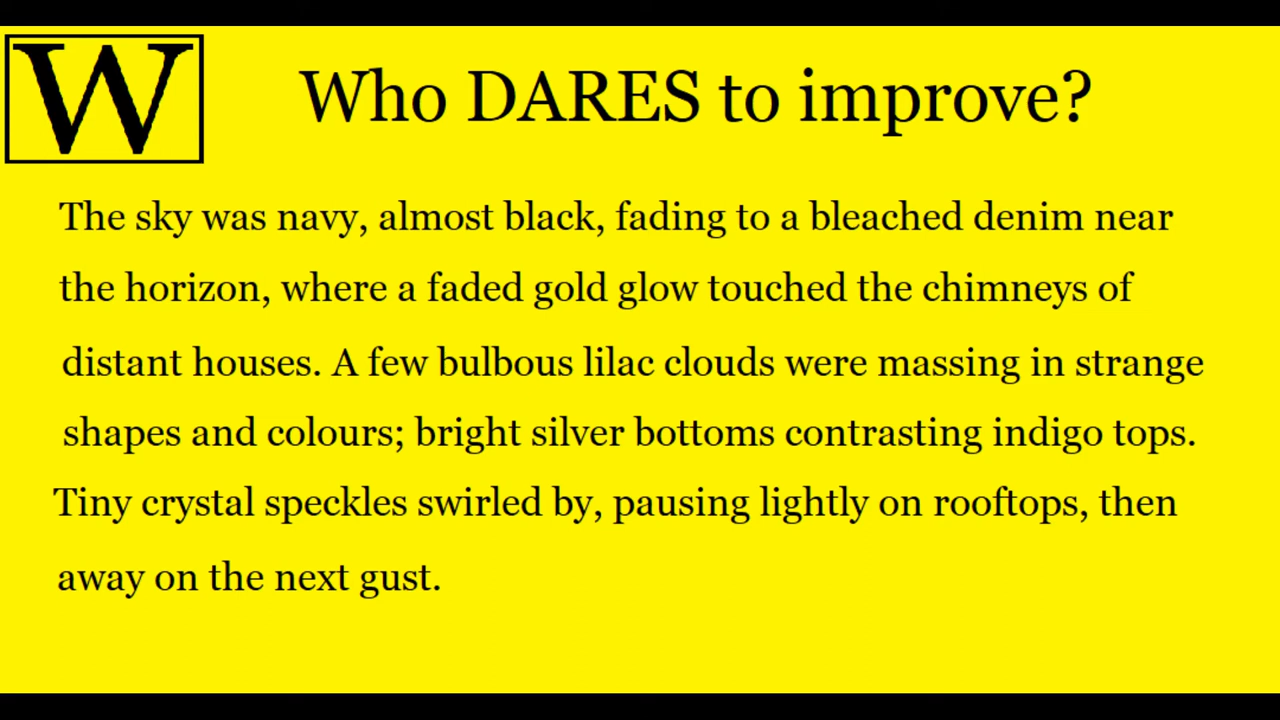 W
Who DARES to improve?
The sky was navy, almost black, fading to a bleached denim near
the horizon, where a faded gold glow touched the chimneys of
distant houses. A few bulbous lilac clouds were massing in strange
shapes and colours; bright silver bottoms contrasting indigo tops.
Tiny crystal speckles swirled by, pausing lightly on rooftops, then
away on the next gust.